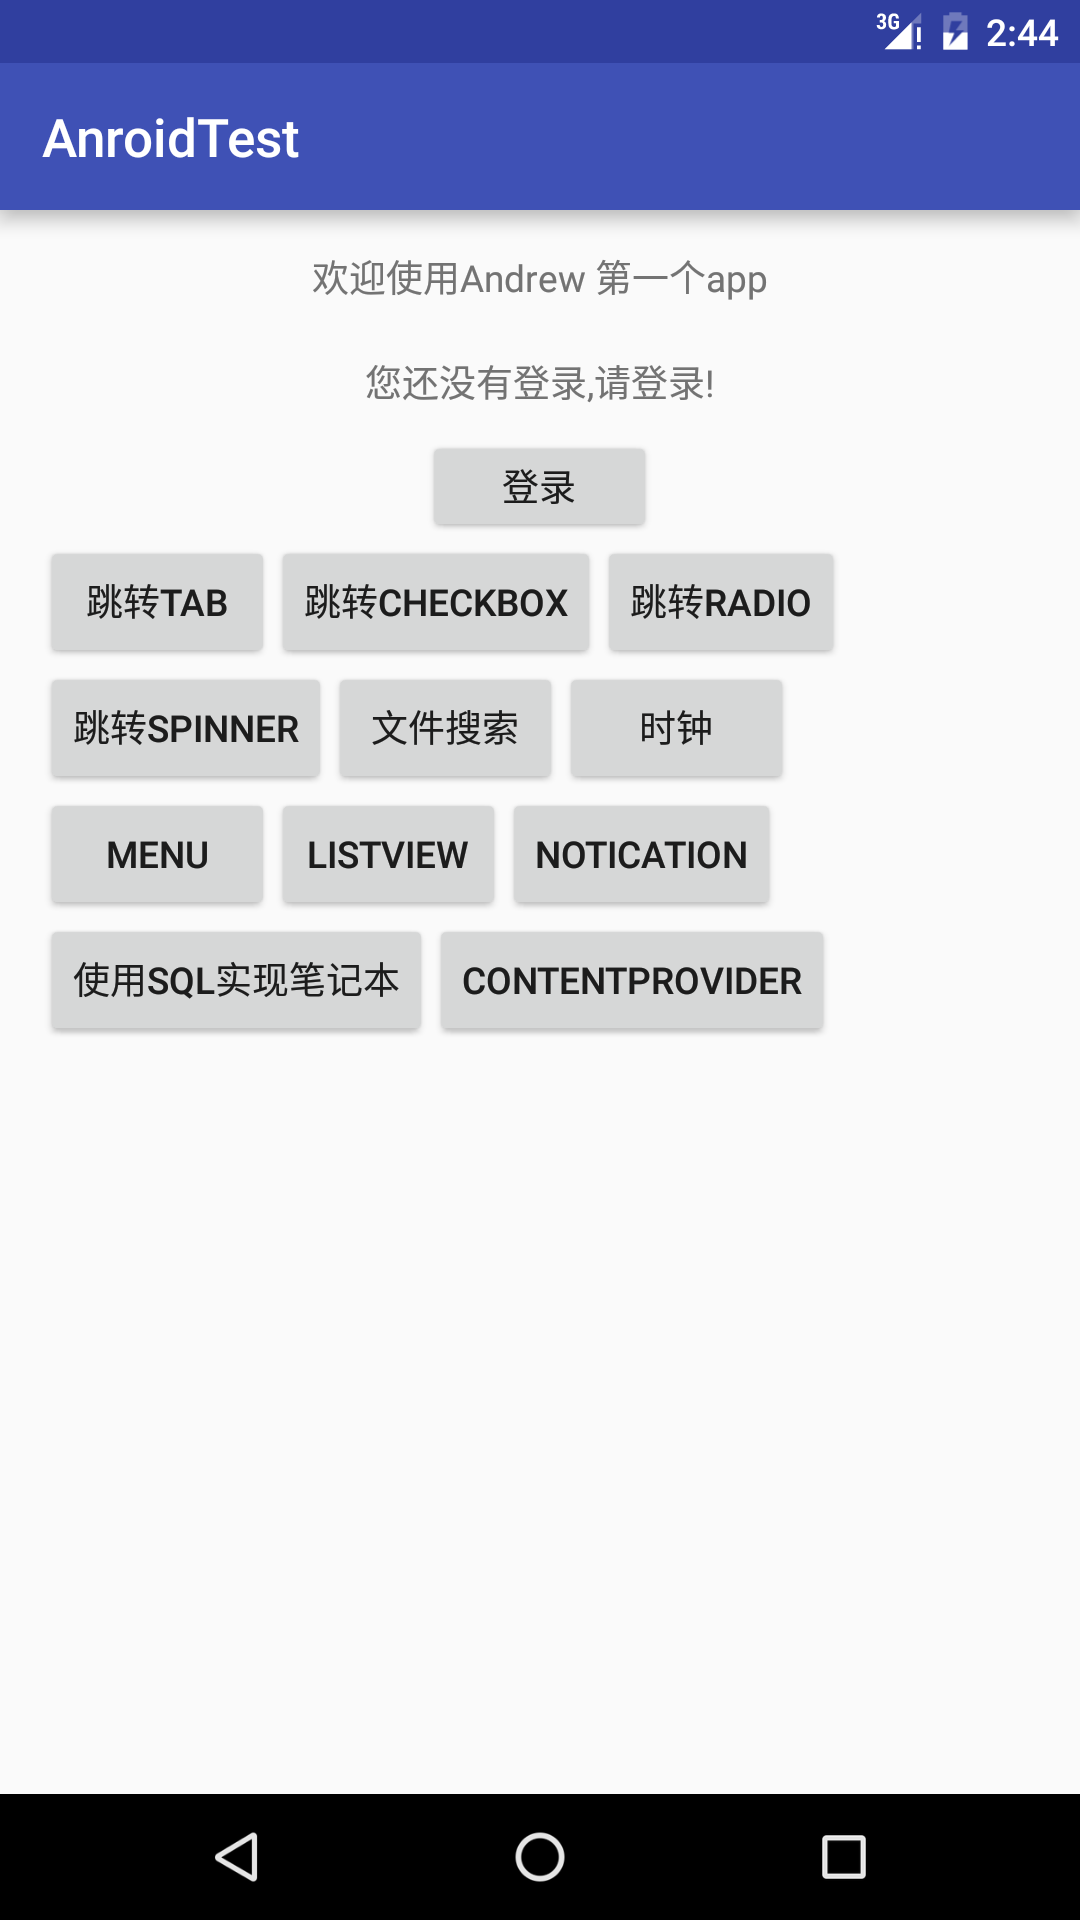 3G 2:44
AnroidTest
欢迎使用Andrew 第一个app
您还没有登录,请登录!
登录
跳转TAB 跳转CHECKBOX 跳转RADIO
跳转SPINNER 文件搜索 时钟
MENU LISTVIEW NOTICATION
使用SQL实现笔记本 CONTENTPROVIDER